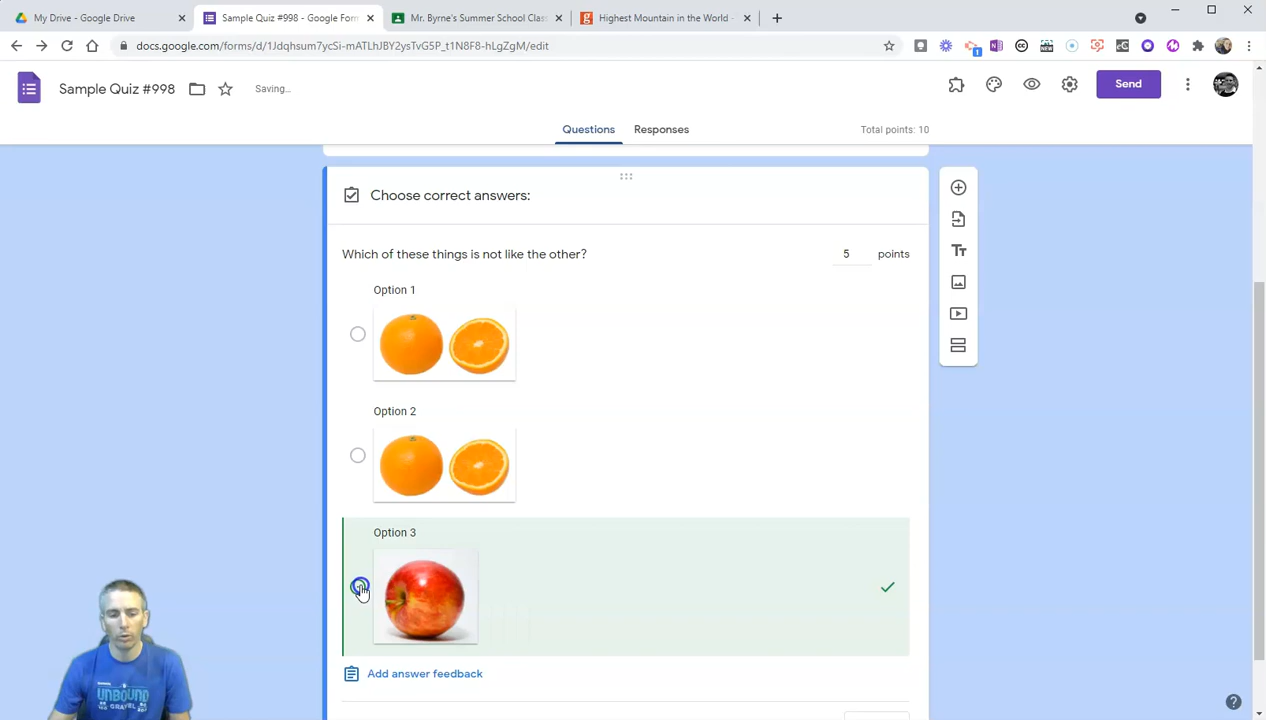 My Drive - Google Drive
Sample Quiz #998 - Google Form
Mr. Byrne's Summer School Class
Highest Mountain in the World -
docs.google.com/forms/d/1Jdqhsum7ycSi-mATLhJBY2ysTvG5P_t1N8F8-hLgZgM/edit
Sample Quiz #998
Saving...
Send
Questions
Responses
Total points: 10
Choose correct answers:
Which of these things is not like the other?
5 points
Option 1
Option 2
Option 3
Add answer feedback
UNBOUND
GRAVEL